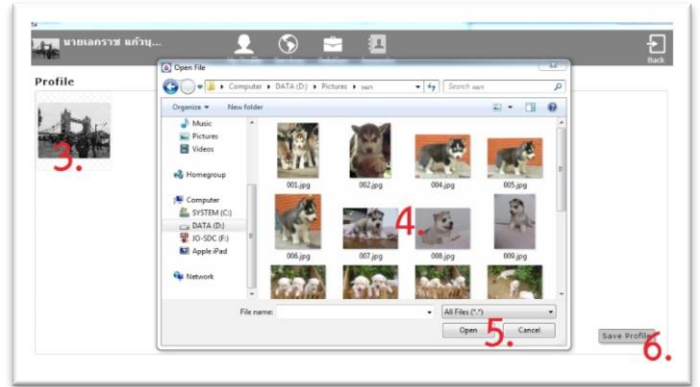 นายเลกราช แก้วบุ...
Back
Profile
3.
Open File
Computer ▸ DATA (D:) ▸ Pictures ▸
Search
Organize
New folder
Music
Pictures
Videos
Homegroup
Computer
SYSTEM (C:)
DATA (D:)
JO-SDC (F:)
Apple iPad
Network
001.jpg
002.jpg
004.jpg
005.jpg
006.jpg
007.jpg
008.jpg
009.jpg
4.
File name:
All Files (*.*)
Open
5.
Cancel
Save Profile
6.